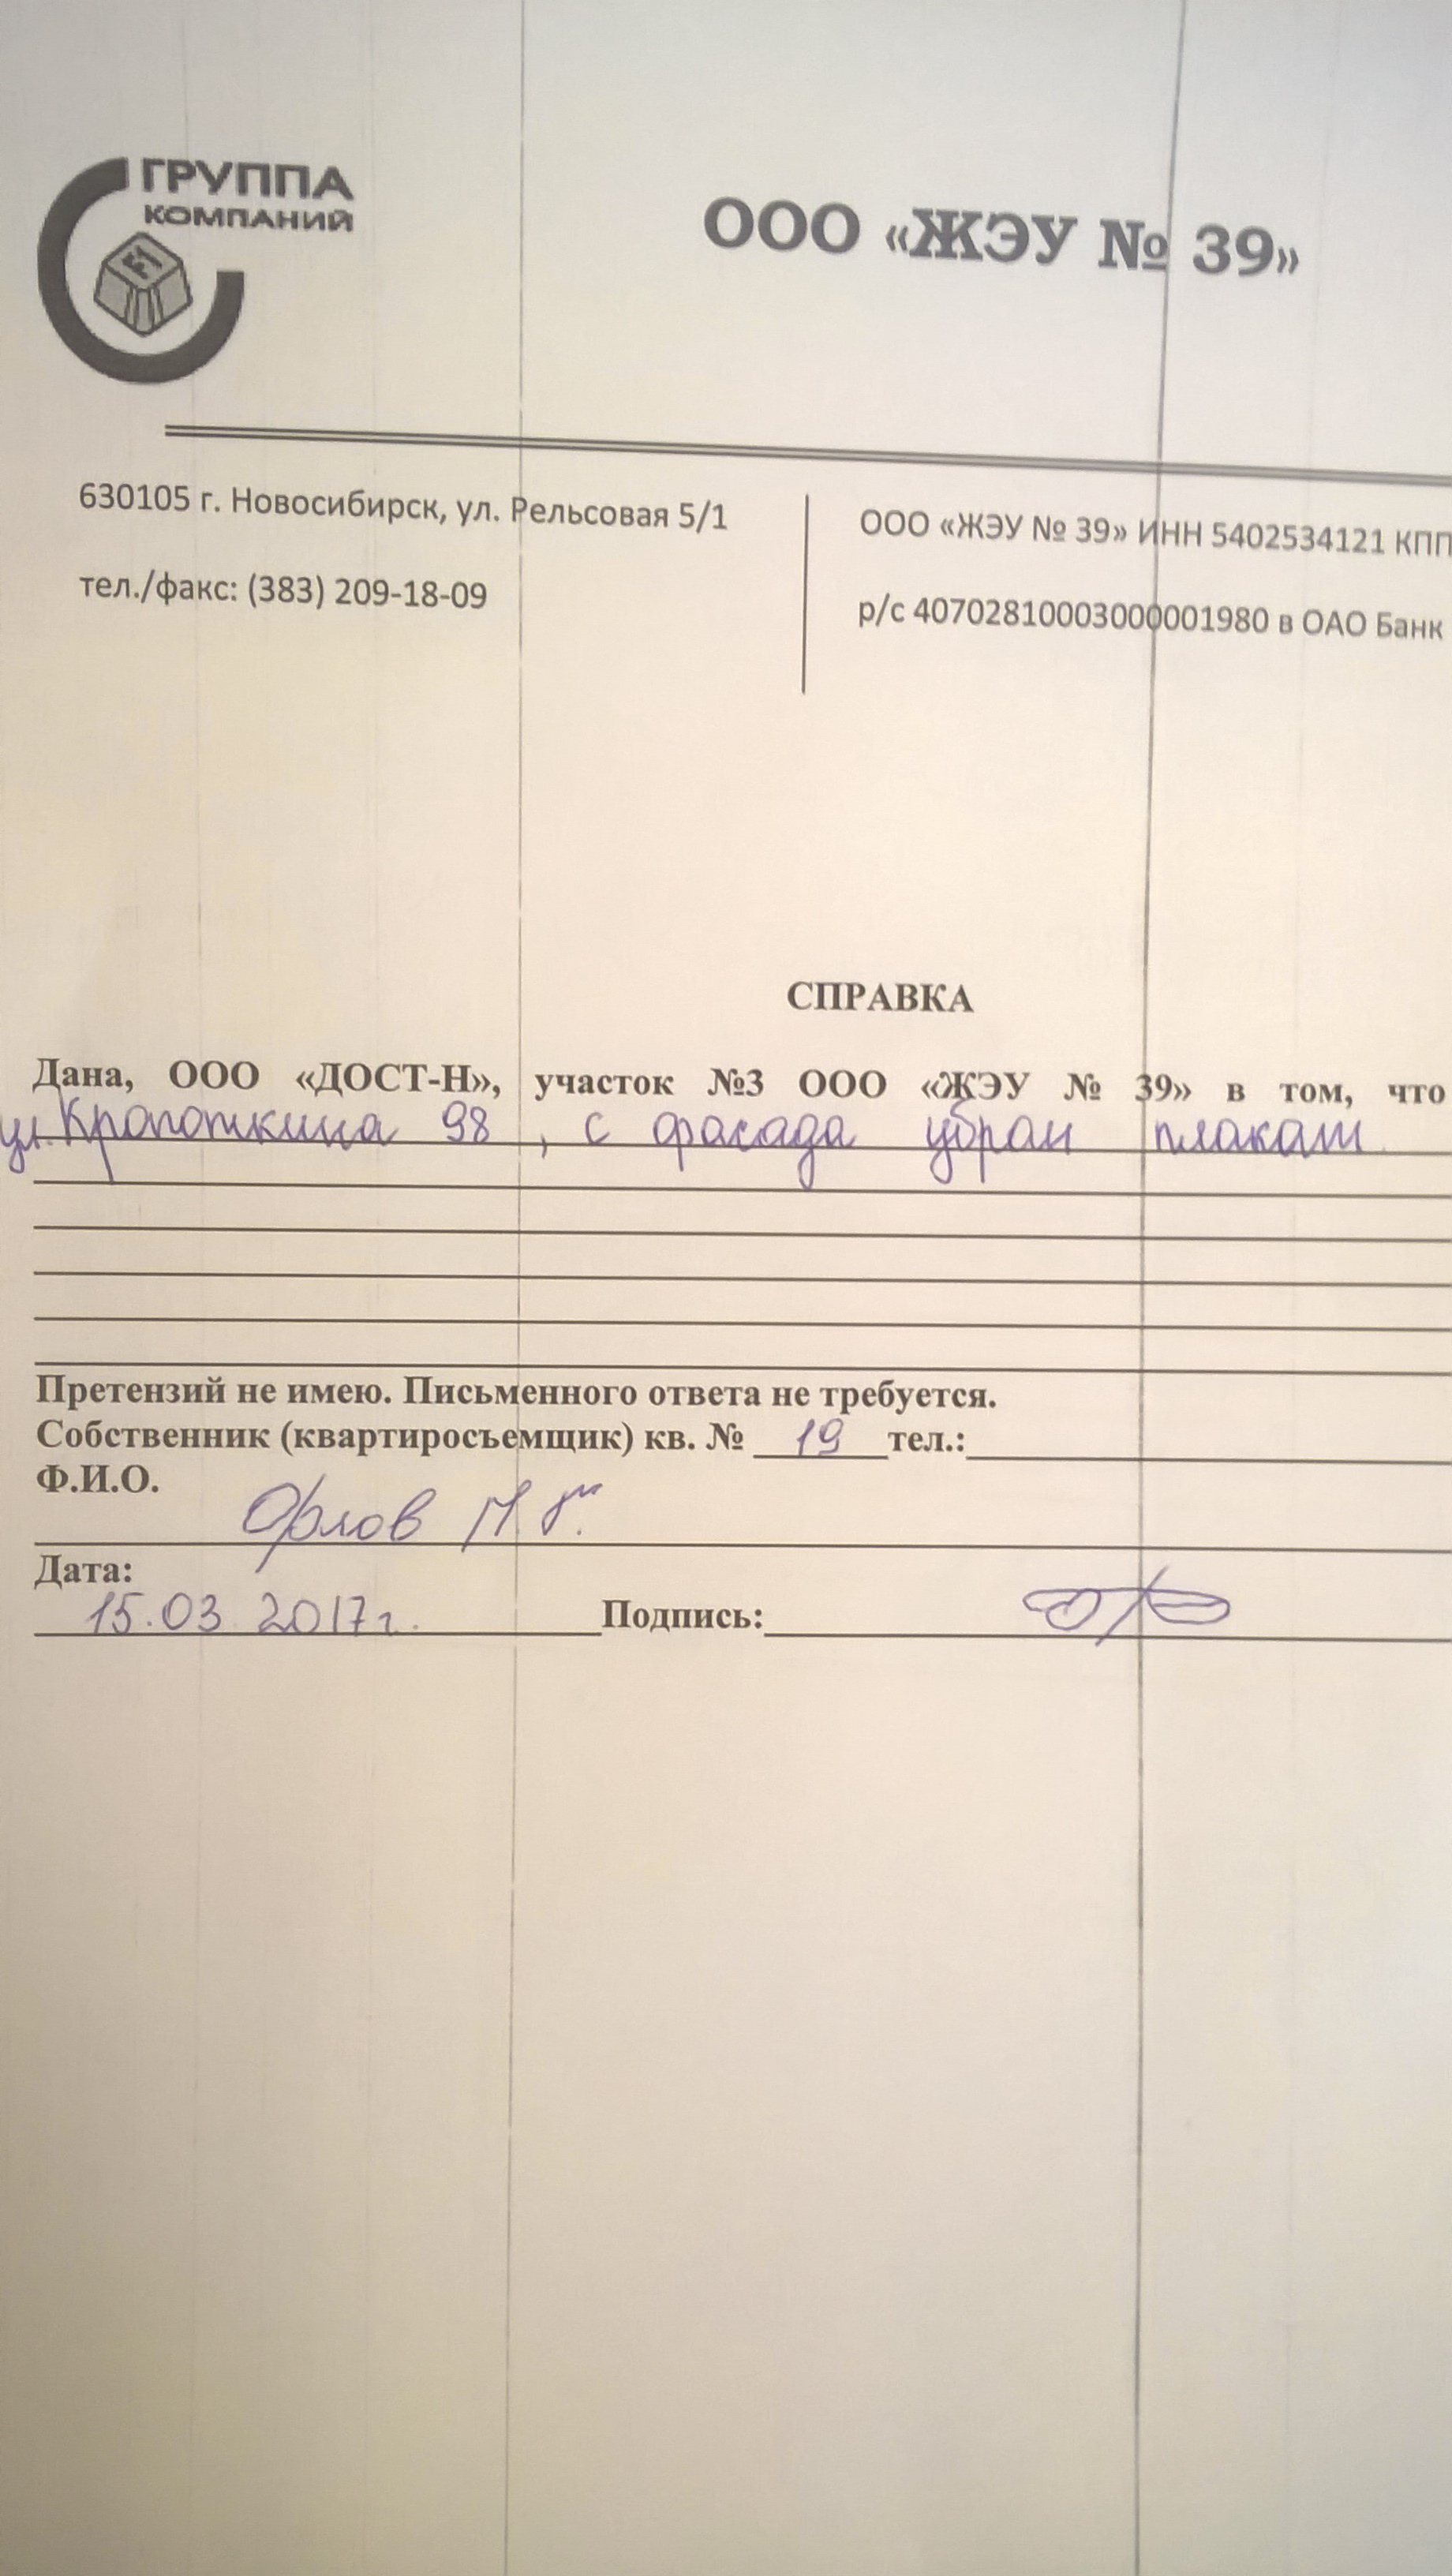 ГРУППА
КОМПАНИЙ
F1
ООО «ЖЭУ № 39»
630105 г. Новосибирск, ул. Рельсовая 5/1
тел./факс: (383) 209-18-09
ООО «ЖЭУ № 39» ИНН 5402534121 КПП
р/с 40702810003000001980 в ОАО Банк
СПРАВКА
Дана, ООО «ДОСТ-Н», участок №3 ООО «ЖЭУ № 39» в том, что
ул. Кропоткина 98, с фасада убран плакат
Претензий не имею. Письменного ответа не требуется.
Собственник (квартиросъемщик) кв. № 19 тел.:
Ф.И.О.
Орлов
Дата:
15.03.2017г. Подпись: